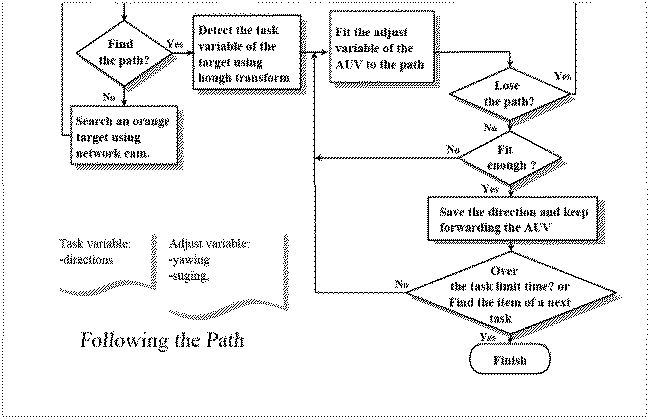 Find
the path?
Yes
No
Search an orange
target using
network cam.
Detect the task
variable of the
target using
hough transform
Fit the adjust
variable of the
AUV to the path
Lose
the path?
Yes
No
Fit
enough ?
No
Yes
Save the direction and keep
forwarding the AUV
Over
the task limit time? or
Find the item of a next
task
No
Yes
Finish
Task variable:
-directions
Adjust variable:
-yawing
-suging,
Following the Path